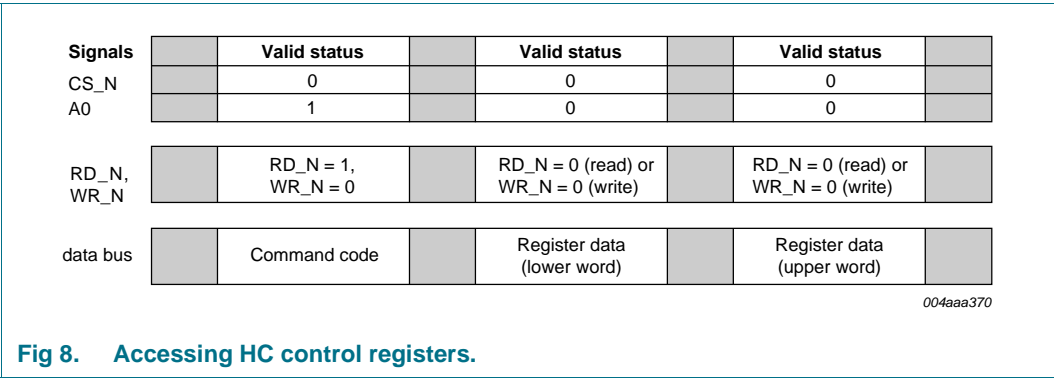 Signals Valid status Valid status Valid status
CS_N 0 0 0
A0 1 0 0
RD_N, WR_N RD_N = 1, WR_N = 0 RD_N = 0 (read) or WR_N = 0 (write) RD_N = 0 (read) or WR_N = 0 (write)
data bus Command code Register data (lower word) Register data (upper word)
004aaa370
Fig 8. Accessing HC control registers.